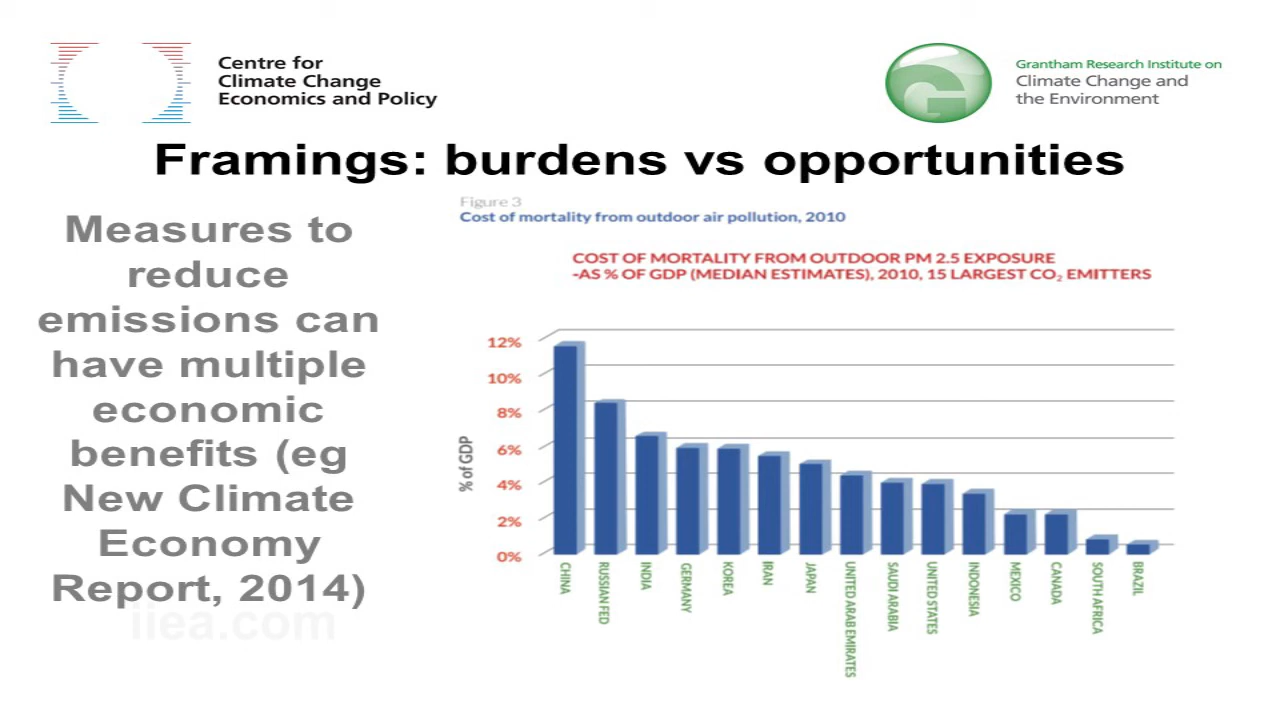 Centre for
Climate Change
Economics and Policy
Grantham Research Institute on
Climate Change and
the Environment
Framings: burdens vs opportunities
Measures to
reduce
emissions can
have multiple
economic
benefits (eg
New Climate
Economy
Report, 2014)
iiea.com
Figure 3
Cost of mortality from outdoor air pollution, 2010
COST OF MORTALITY FROM OUTDOOR PM 2.5 EXPOSURE
-AS % OF GDP (MEDIAN ESTIMATES), 2010, 15 LARGEST CO₂ EMITTERS
% of GDP
12%
10%
8%
6%
4%
2%
0%
CHINA
RUSSIAN FED
INDIA
GERMANY
KOREA
IRAN
JAPAN
UNITED ARAB EMIRATES
SAUDI ARABIA
UNITED STATES
INDONESIA
MEXICO
CANADA
SOUTH AFRICA
BRAZIL